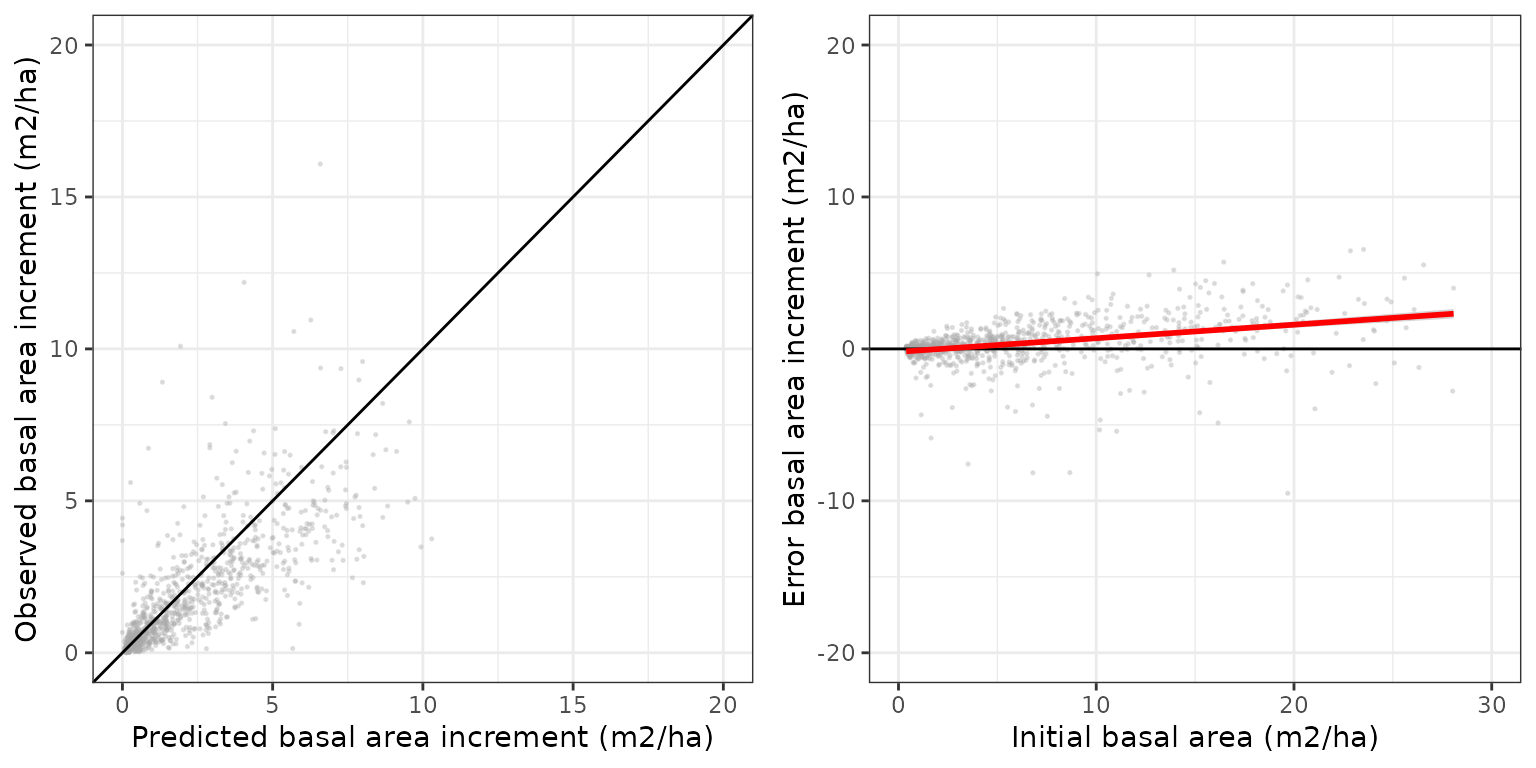 Observed basal area increment (m2/ha)
20
15
10
5
0
0 5 10 15 20
Predicted basal area increment (m2/ha)
Error basal area increment (m2/ha)
20
10
0
-10
-20
0 10 20 30
Initial basal area (m2/ha)